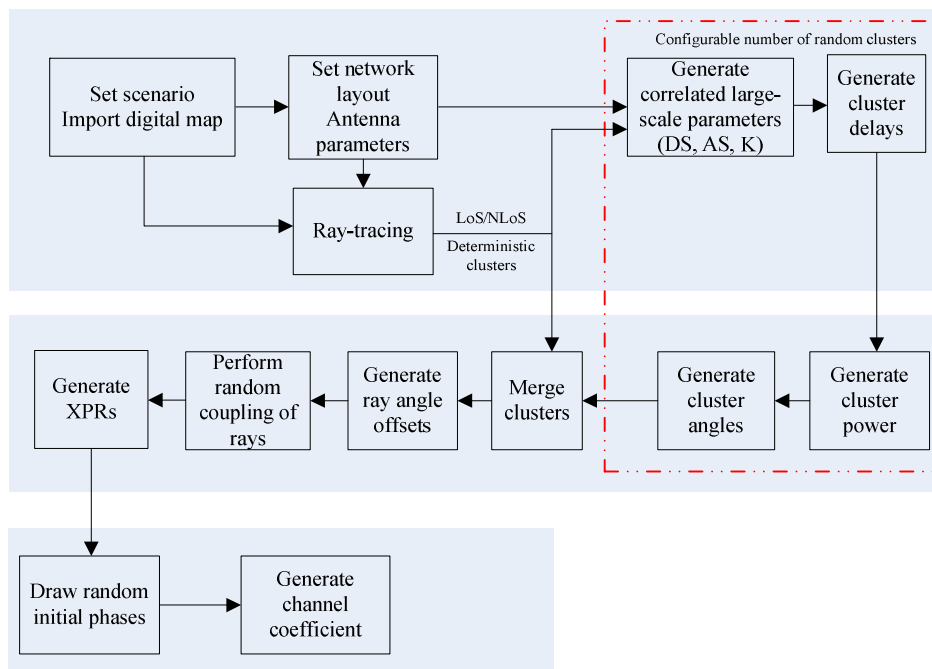 Configurable number of random clusters
Set scenario
Import digital map
Set network
layout
Antenna
parameters
Generate
correlated large-
scale parameters
(DS, AS, K)
Generate
cluster
delays
Ray-tracing
LoS/NLoS
Deterministic
clusters
Generate
XPRs
Perform
random
coupling of
rays
Generate
ray angle
offsets
Merge
clusters
Generate
cluster
angles
Generate
cluster
power
Draw random
initial phases
Generate
channel
coefficient